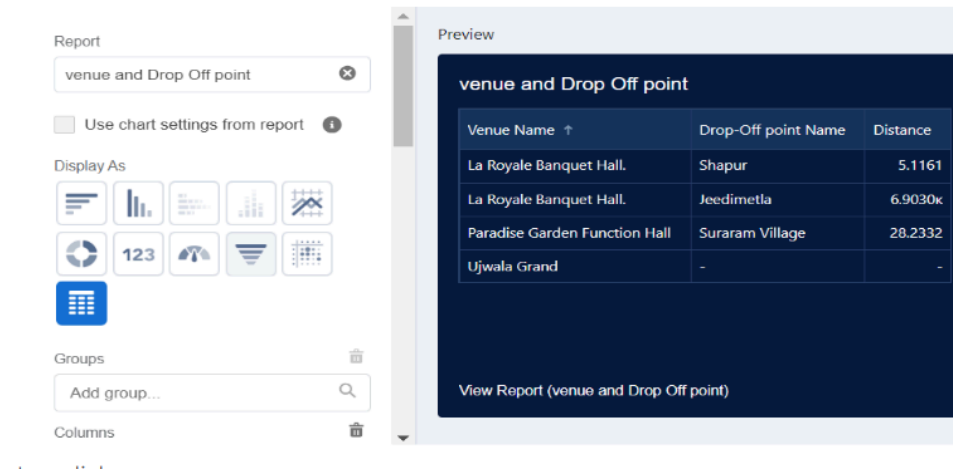 Report
venue and Drop Off point
Use chart settings from report
Display As
123
Groups
Add group...
Columns
Preview
venue and Drop Off point
Venue Name ↑ Drop-Off point Name Distance
La Royale Banquet Hall. Shapur 5.1161
La Royale Banquet Hall. Jeedimetla 6.9030ĸ
Paradise Garden Function Hall Suraram Village 28.2332
Ujwala Grand - -
View Report (venue and Drop Off point)